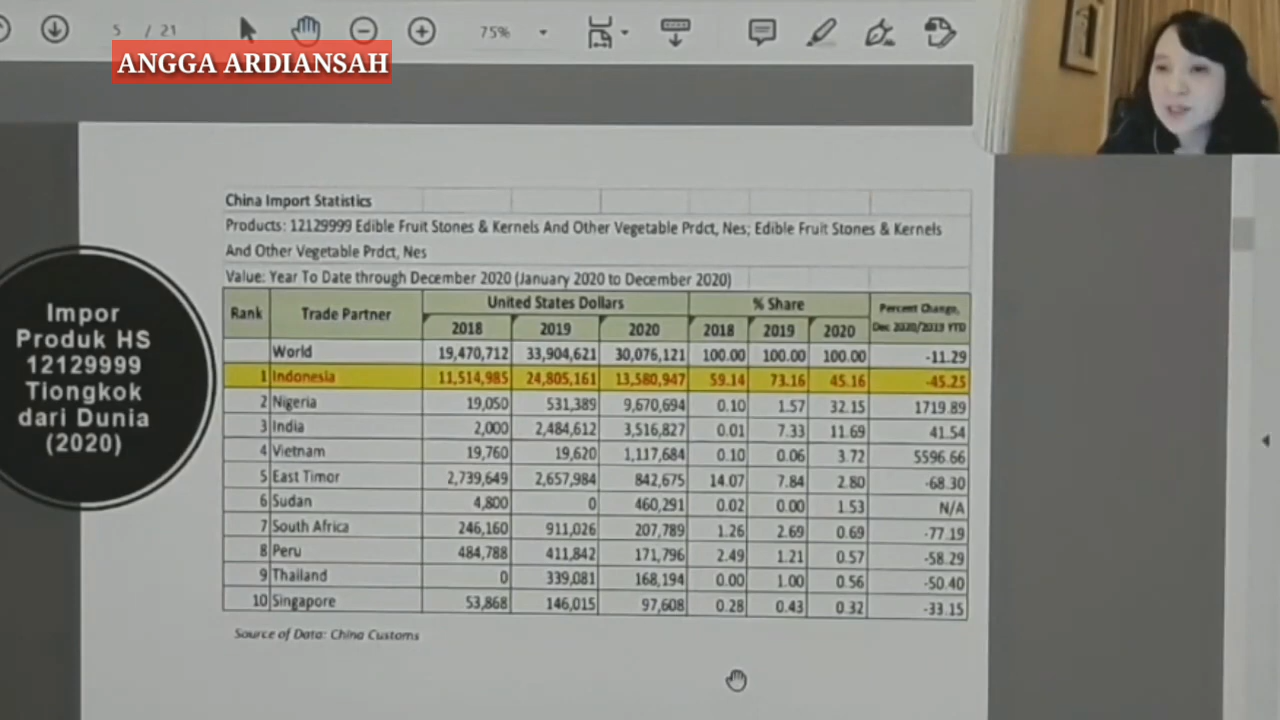 5 / 21
75%
ANGGA ARDIANSAH
Impor
Produk HS
12129999
Tiongkok
dari Dunia
(2020)
China Import Statistics
Products: 12129999 Edible Fruit Stones & Kernels And Other Vegetable Prdct, Nes; Edible Fruit Stones & Kernels
And Other Vegetable Prdct, Nes
Value: Year To Date through December 2020 (January 2020 to December 2020)
Rank Trade Partner United States Dollars % Share Percent Change,
2018 2019 2020 2018 2019 2020 Dec 2020/2019 YTD
World 19,470,712 33,904,621 30,076,121 100.00 100.00 100.00 -11.29
1 Indonesia 11,514,985 24,805,161 13,580,947 59.14 73.16 45.16 -45.25
2 Nigeria 19,050 531,389 9,670,694 0.10 1.57 32.15 1719.89
3 India 2,000 2,484,612 3,516,827 0.01 7.33 11.69 41.54
4 Vietnam 19,760 19,620 1,117,684 0.10 0.06 3.72 5596.66
5 East Timor 2,739,649 2,657,984 842,675 14.07 7.84 2.80 -68.30
6 Sudan 4,800 0 460,291 0.02 0.00 1.53 N/A
7 South Africa 246,160 911,026 207,789 1.26 2.69 0.69 -77.19
8 Peru 484,788 411,842 171,796 2.49 1.21 0.57 -58.29
9 Thailand 0 339,081 168,194 0.00 1.00 0.56 -50.40
10 Singapore 53,868 146,015 97,608 0.28 0.43 0.32 -33.15
Source of Data: China Customs